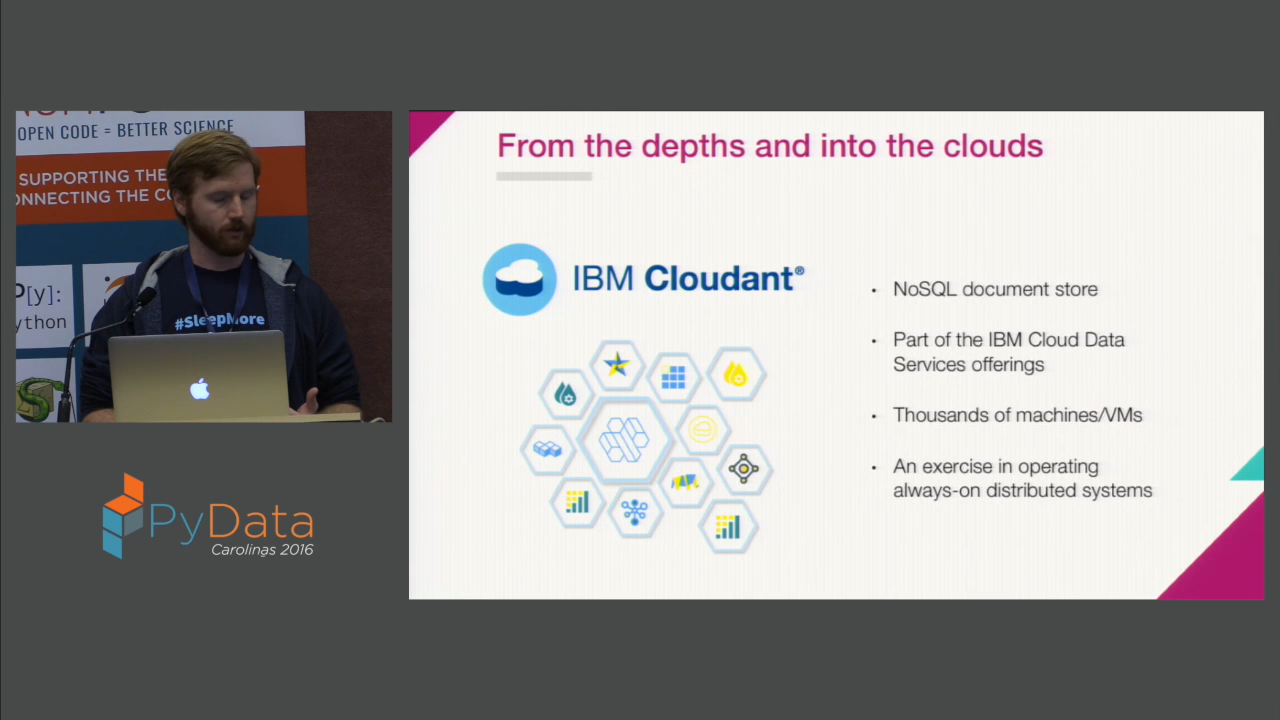 OPEN CODE = BETTER SCIENCE
SUPPORTING THE
ONNECTING THE
P[y]:
ython
#SleepMore
PyData
Carolinas 2016
From the depths and into the clouds
IBM Cloudant®
• NoSQL document store
• Part of the IBM Cloud Data
Services offerings
• Thousands of machines/VMs
• An exercise in operating
always-on distributed systems